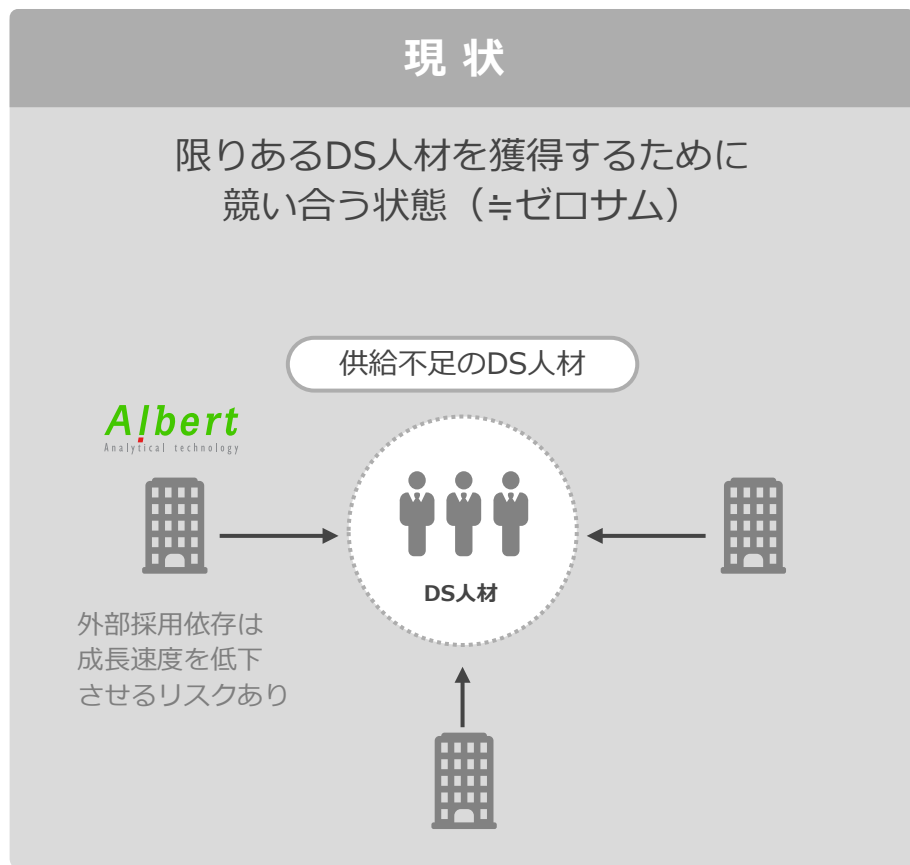 現 状
限りあるDS人材を獲得するために
競い合う状態（≒ゼロサム）
供給不足のDS人材
Albert
Analytical technology
DS人材
外部採用依存は
成長速度を低下
させるリスクあり